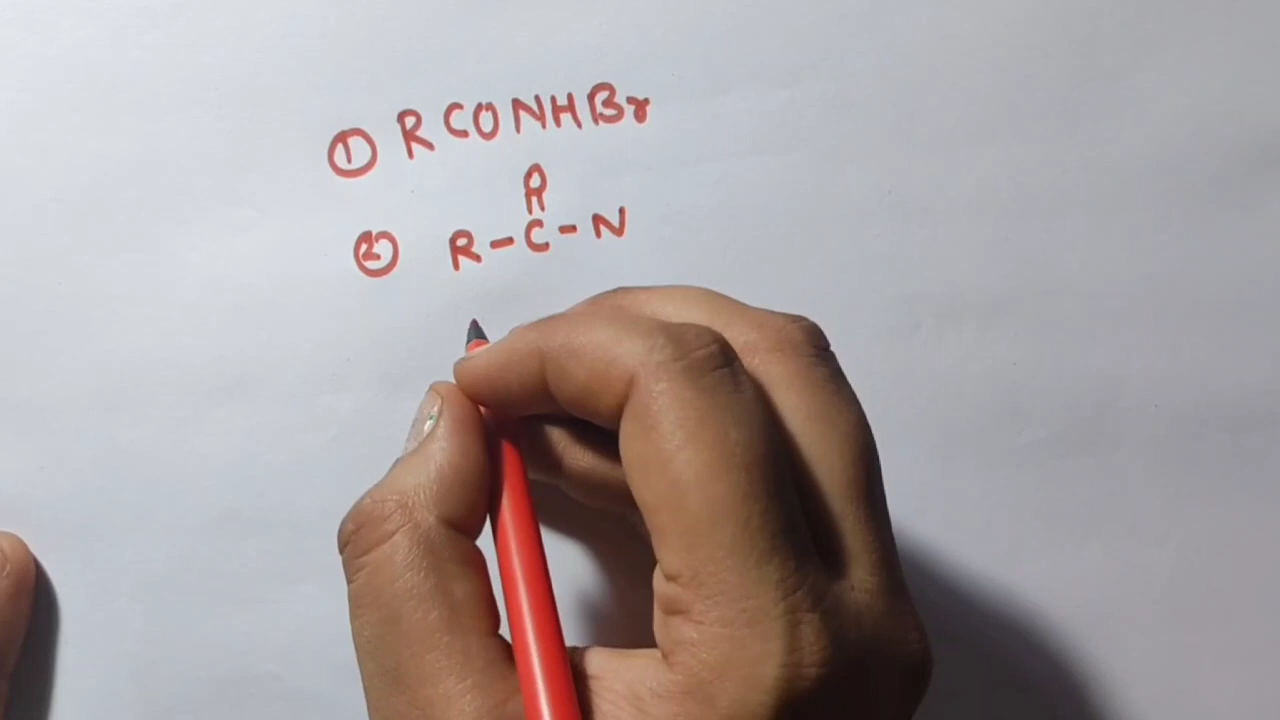 ① RCONHBr
R
② R-C-N